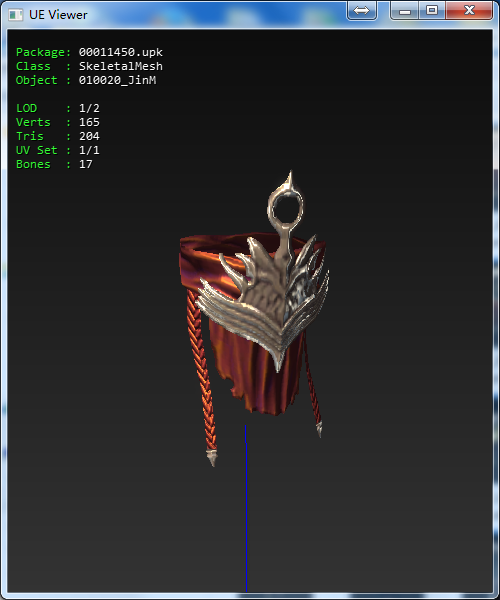 UE Viewer
Package: 00011450.upk
Class : SkeletalMesh
Object : 010020_JinM
LOD : 1/2
Verts : 165
Tris : 204
UV Set : 1/1
Bones : 17